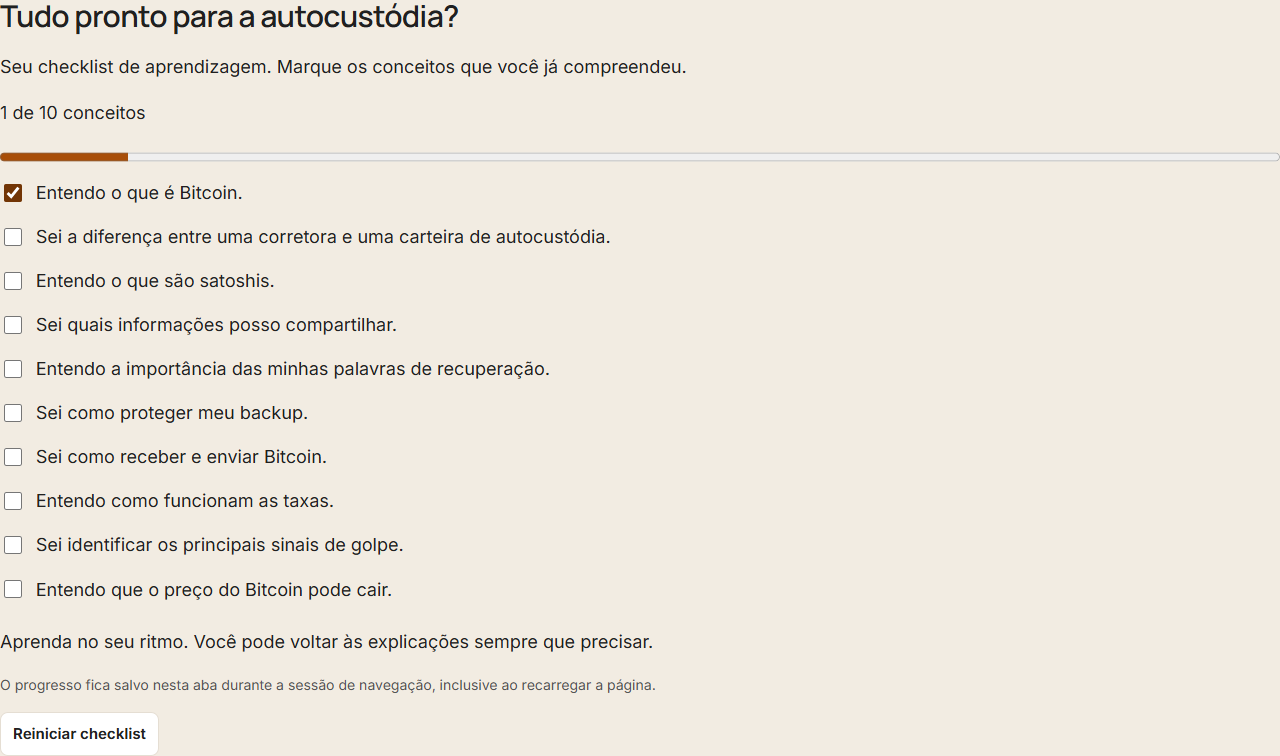 Tudo pronto para a autocustódia?
Seu checklist de aprendizagem. Marque os conceitos que você já compreendeu.
1 de 10 conceitos
Entendo o que é Bitcoin.
Sei a diferença entre uma corretora e uma carteira de autocustódia.
Entendo o que são satoshis.
Sei quais informações posso compartilhar.
Entendo a importância das minhas palavras de recuperação.
Sei como proteger meu backup.
Sei como receber e enviar Bitcoin.
Entendo como funcionam as taxas.
Sei identificar os principais sinais de golpe.
Entendo que o preço do Bitcoin pode cair.
Aprenda no seu ritmo. Você pode voltar às explicações sempre que precisar.
O progresso fica salvo nesta aba durante a sessão de navegação, inclusive ao recarregar a página.
Reiniciar checklist